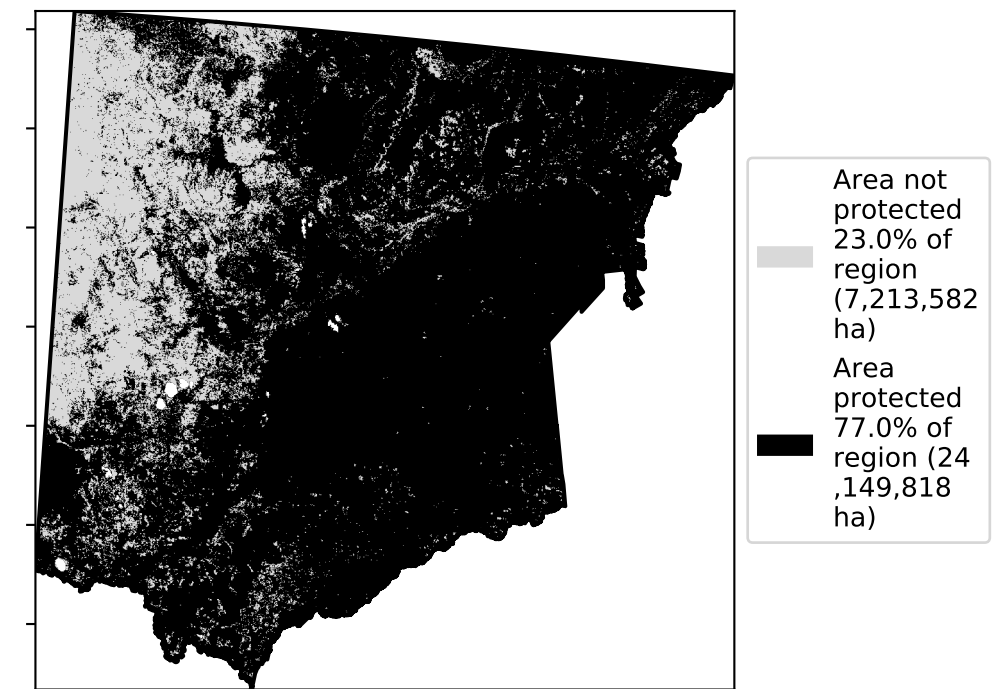 Area not
protected
23.0% of
region
(7,213,582
ha)
Area
protected
77.0% of
region (24
,149,818
ha)